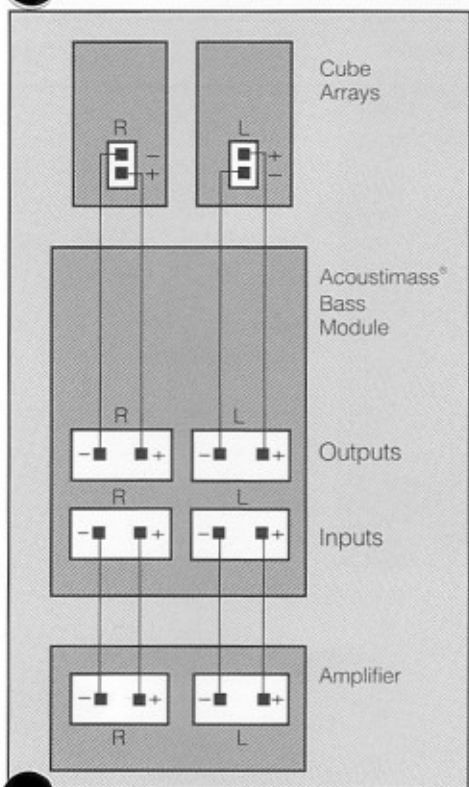 Cube
Arrays
R
L
−
+
+
−
Acoustimass®
Bass
Module
R
L
− +
− +
Outputs
R
L
− +
− +
Inputs
Amplifier
− +
− +
R
L